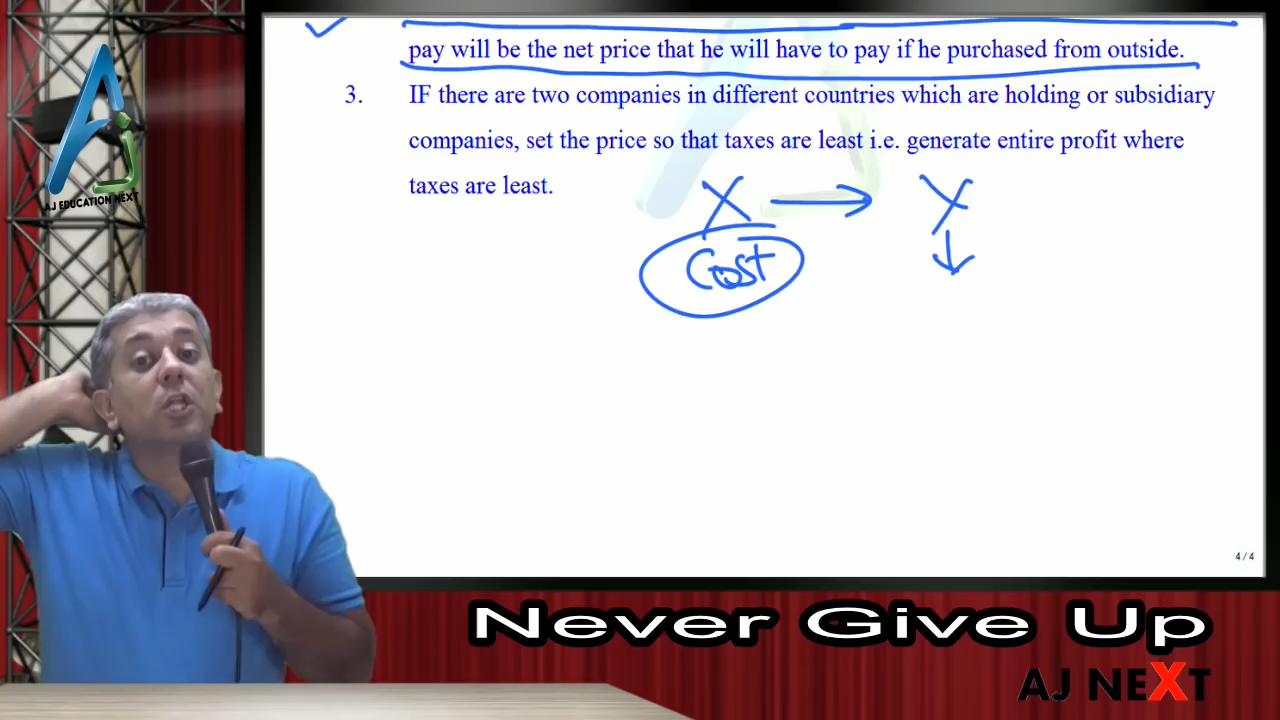 pay will be the net price that he will have to pay if he purchased from outside.
3. IF there are two companies in different countries which are holding or subsidiary
companies, set the price so that taxes are least i.e. generate entire profit where
taxes are least.
X → Y
Cost ↓
AJ EDUCATION NEXT
4 / 4
Never Give Up
AJ NEXT